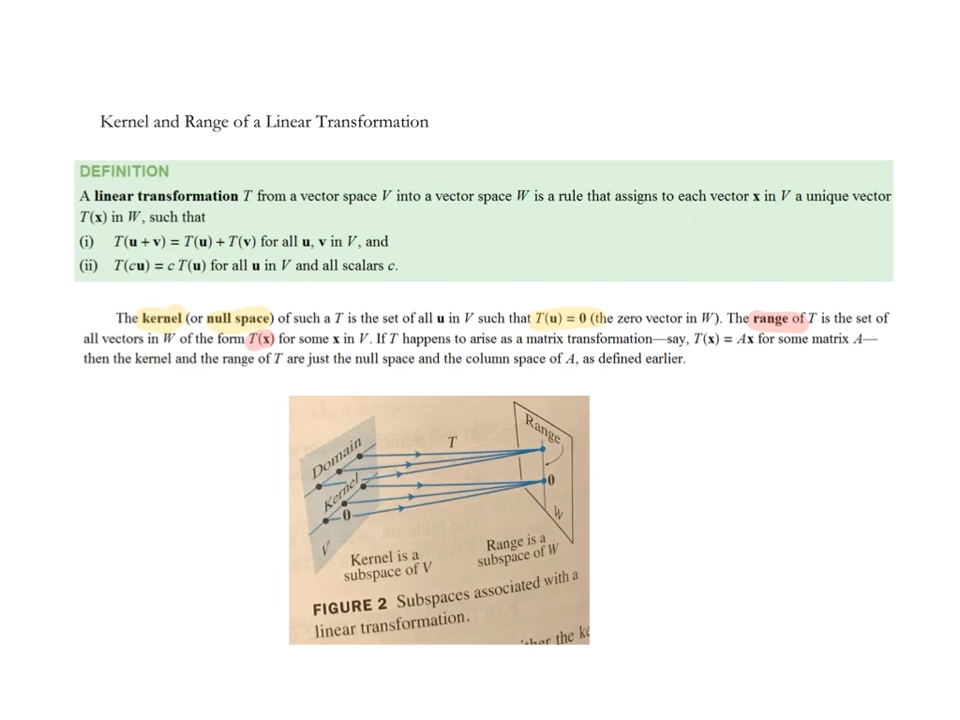 Kernel and Range of a Linear Transformation
DEFINITION
A linear transformation T from a vector space V into a vector space W is a rule that assigns to each vector x in V a unique vector
T(x) in W, such that
(i) T(u + v) = T(u) + T(v) for all u, v in V, and
(ii) T(cu) = c T(u) for all u in V and all scalars c.
The kernel (or null space) of such a T is the set of all u in V such that T(u) = 0 (the zero vector in W). The range of T is the set of
all vectors in W of the form T(x) for some x in V. If T happens to arise as a matrix transformation—say, T(x) = Ax for some matrix A—
then the kernel and the range of T are just the null space and the column space of A, as defined earlier.
Domain
T
Range
Kernel
0
0
V
W
Kernel is a
subspace of V
Range is a
subspace of W
FIGURE 2 Subspaces associated with a
linear transformation.
the